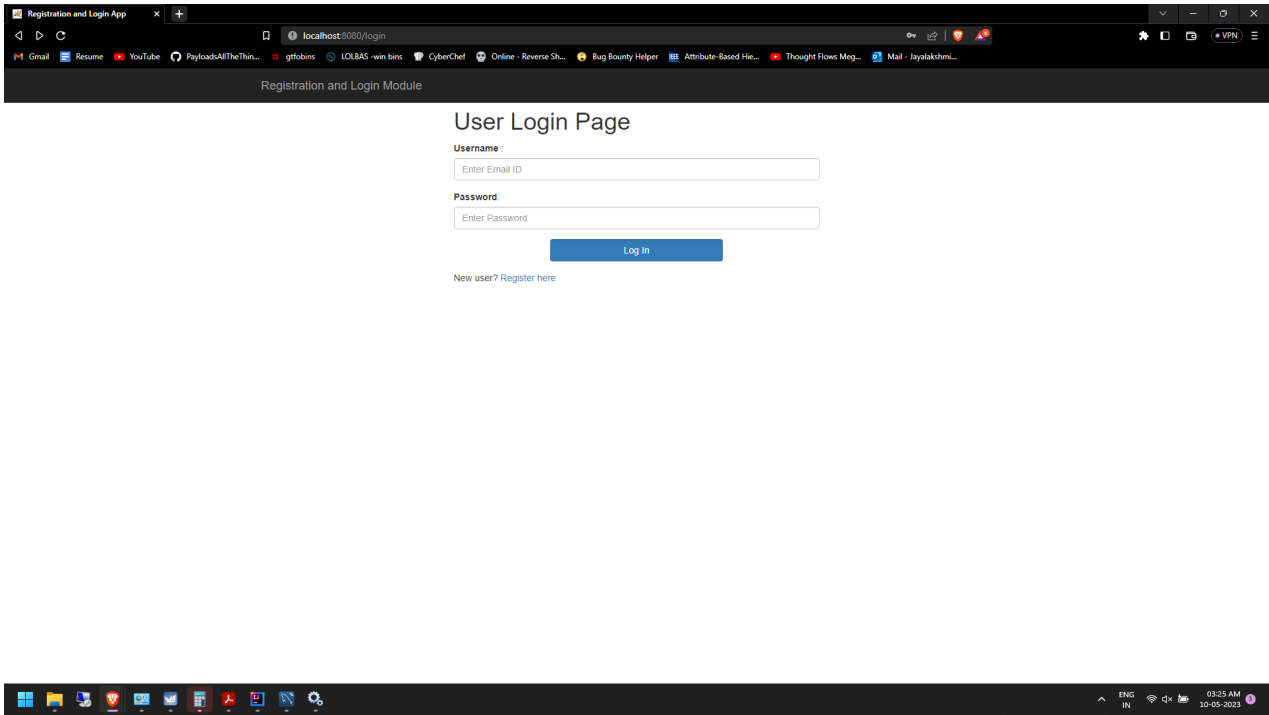 Registration and Login App
localhost:8080/login
VPN
Gmail Resume YouTube PayloadsAllTheThin... gtfobins LOLBAS -win bins CyberChef Online - Reverse Sh... Bug Bounty Helper Attribute-Based Hie... Thought Flows Meg... Mail - Jayalakshmi...
Registration and Login Module
User Login Page
Username :
Enter Email ID
Password:
Enter Password
Log In
New user? Register here
ENG 03:25 AM
IN 10-05-2023